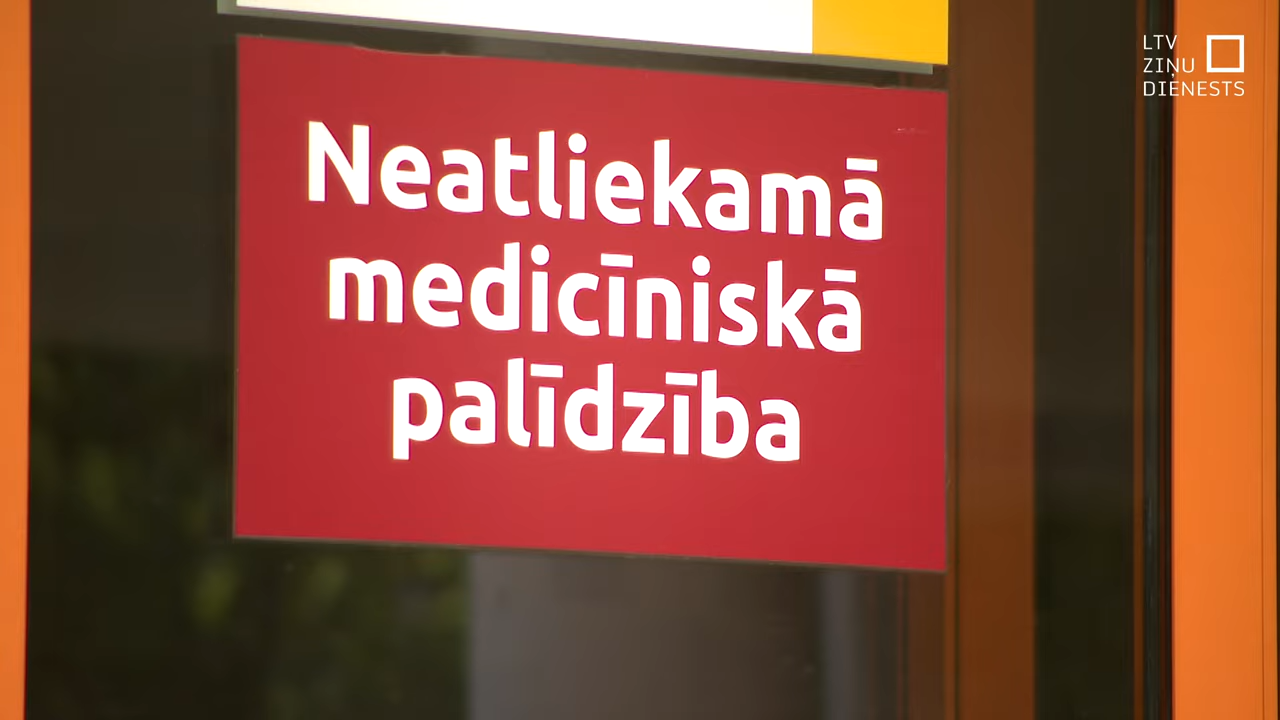 LTV
ZIŅU
DIENESTS
Neatliekamā
medicīniskā
palīdzība